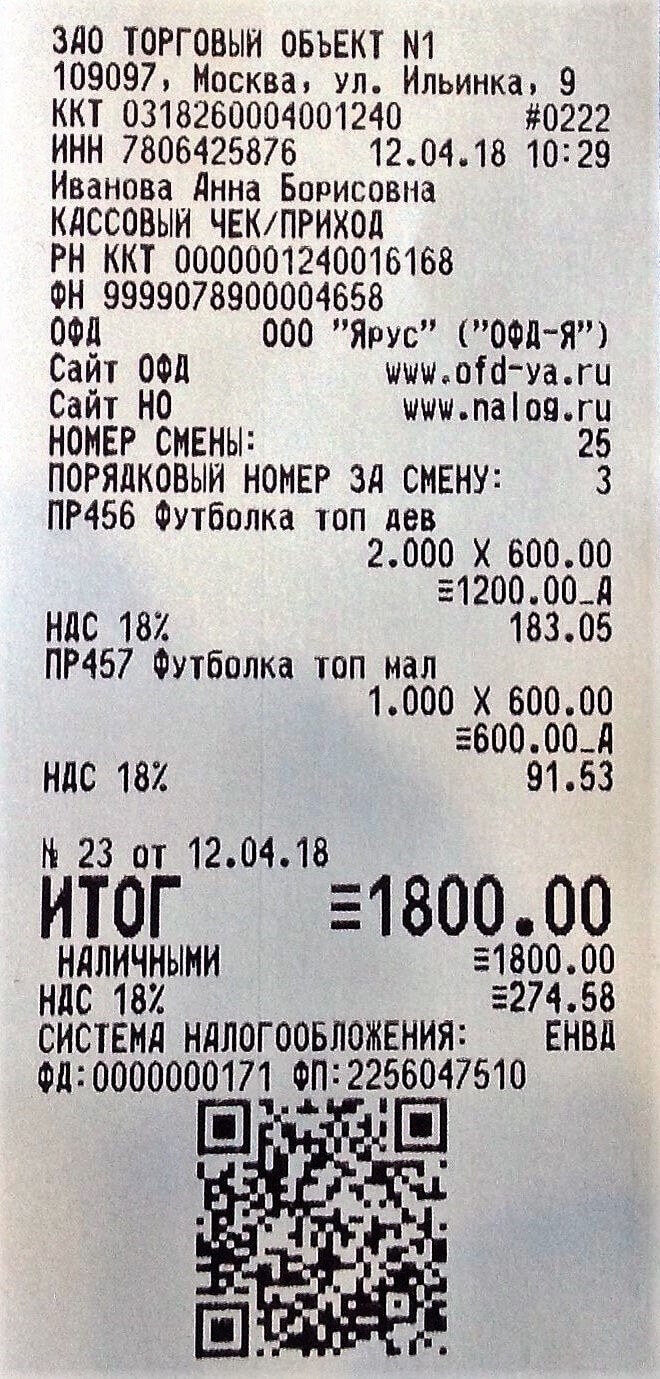 ЗАО ТОРГОВЫЙ ОБЪЕКТ N1
109097, Москва, ул. Ильинка, 9
ККТ 0318260004001240 #0222
ИНН 7806425876 12.04.18 10:29
Иванова Анна Борисовна
КАССОВЫЙ ЧЕК/ПРИХОД
РН ККТ 0000001240016168
ФН 9999078900004658
ОФД ООО "Ярус" ("ОФД-Я")
Сайт ОФД www.ofd-ya.ru
Сайт НО www.nalog.ru
НОМЕР СМЕНЫ: 25
ПОРЯДКОВЫЙ НОМЕР ЗА СМЕНУ: 3
ПР456 Футболка топ дев
2.000 X 600.00
≡1200.00_А
НДС 18% 183.05
ПР457 Футболка топ мал
1.000 X 600.00
≡600.00_А
НДС 18% 91.53
№ 23 от 12.04.18
ИТОГ ≡1800.00
НАЛИЧНЫМИ ≡1800.00
НДС 18% ≡274.58
СИСТЕМА НАЛОГООБЛОЖЕНИЯ: ЕНВД
ФД:0000000171 ФП:2256047510